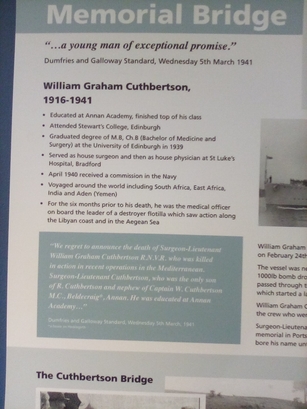 Memorial Bridge
"...a young man of exceptional promise."
Dumfries and Galloway Standard, Wednesday 5th March 1941
William Graham Cuthbertson,
1916-1941
• Educated at Annan Academy, finished top of his class
• Attended Stewart's College, Edinburgh
• Graduated degree of M.B, Ch.B (Bachelor of Medicine and
Surgery) at the University of Edinburgh in 1939
• Served as house surgeon and then as house physician at St Luke's
Hospital, Bradford
• April 1940 received a commission in the Navy
• Voyaged around the world including South Africa, East Africa,
India and Aden (Yemen)
• For the six months prior to his death, he was the medical officer
on board the leader of a destroyer flotilla which saw action along
the Libyan coast and in the Aegean Sea
"We regret to announce the death of Surgeon-Lieutenant
William Graham Cuthbertson R.N.V.R. who was killed
in action in recent operations in the Mediterranean.
Surgeon-Lieutenant Cuthbertson, who was the only son
of R. Cuthbertson and nephew of Captain W. Cuthbertson
M.C., Annan. He was educated at Annan
Academy..."
Dumfries and Galloway Standard, Wednesday 5th March, 1941
William Graham
on February 24th
The vessel was
1000lb bomb
passed through
which started a
William Graham
the crew who
Surgeon-Lieutena
memorial in Ports
bore his name
The Cuthbertson Bridge